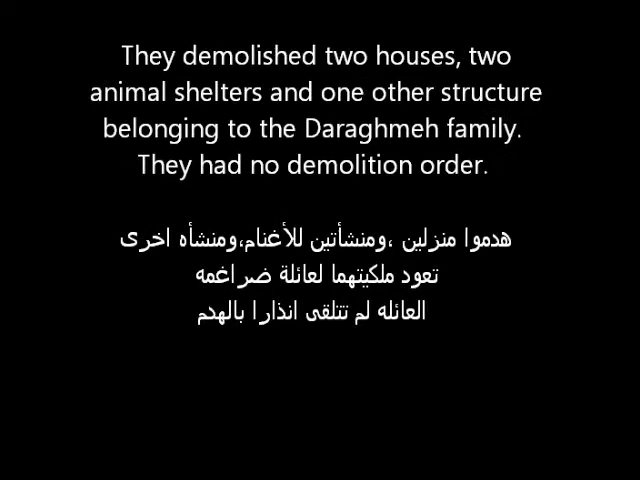 They demolished two houses, two
animal shelters and one other structure
belonging to the Daraghmeh family.
They had no demolition order.
هدموا منزلين ،ومنشأتين للأغنام،ومنشأه اخرى
تعود ملكيتهما لعائلة ضراغمه
العائله لم تتلقى انذارا بالهدم